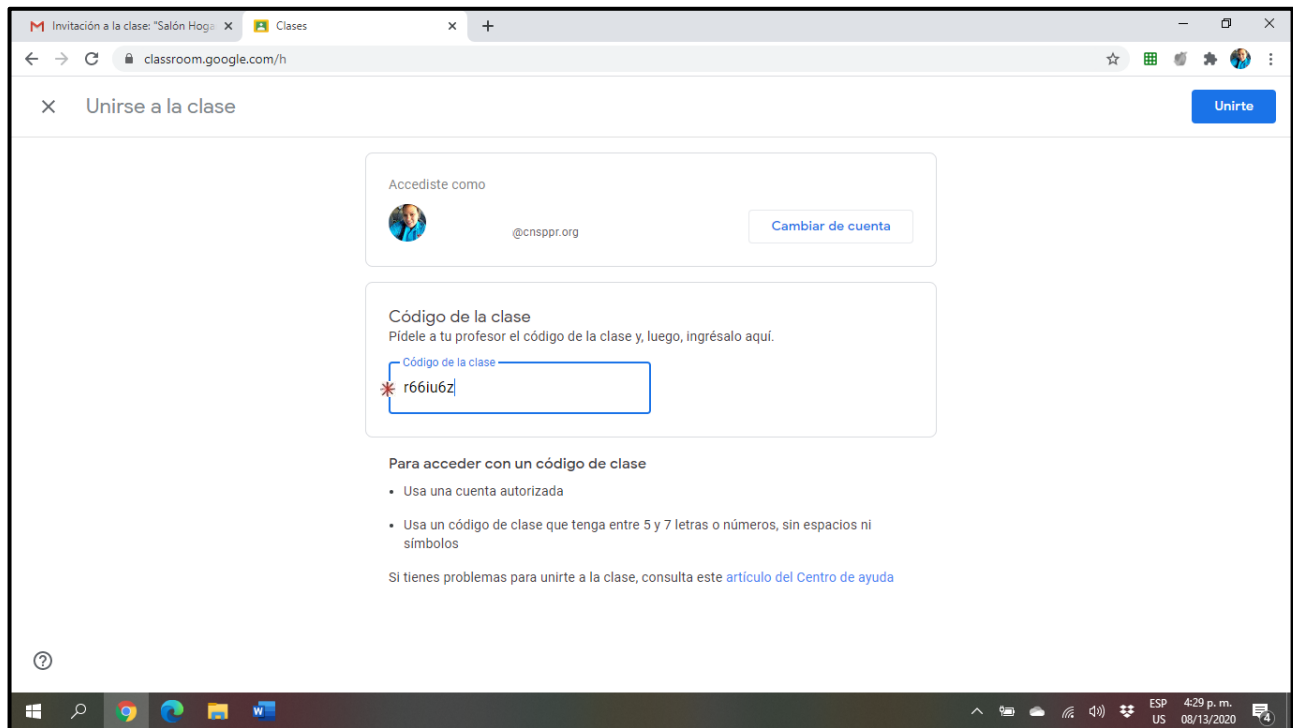 Invitación a la clase: "Salón Hoga
Clases
classroom.google.com/h
Unirse a la clase
Unirte
Accediste como
@cnsppr.org
Cambiar de cuenta
Código de la clase
Pídele a tu profesor el código de la clase y, luego, ingrésalo aquí.
Código de la clase
r66iu6z
Para acceder con un código de clase
• Usa una cuenta autorizada
• Usa un código de clase que tenga entre 5 y 7 letras o números, sin espacios ni
símbolos
Si tienes problemas para unirte a la clase, consulta este artículo del Centro de ayuda
ESP
US
4:29 p. m.
08/13/2020
4